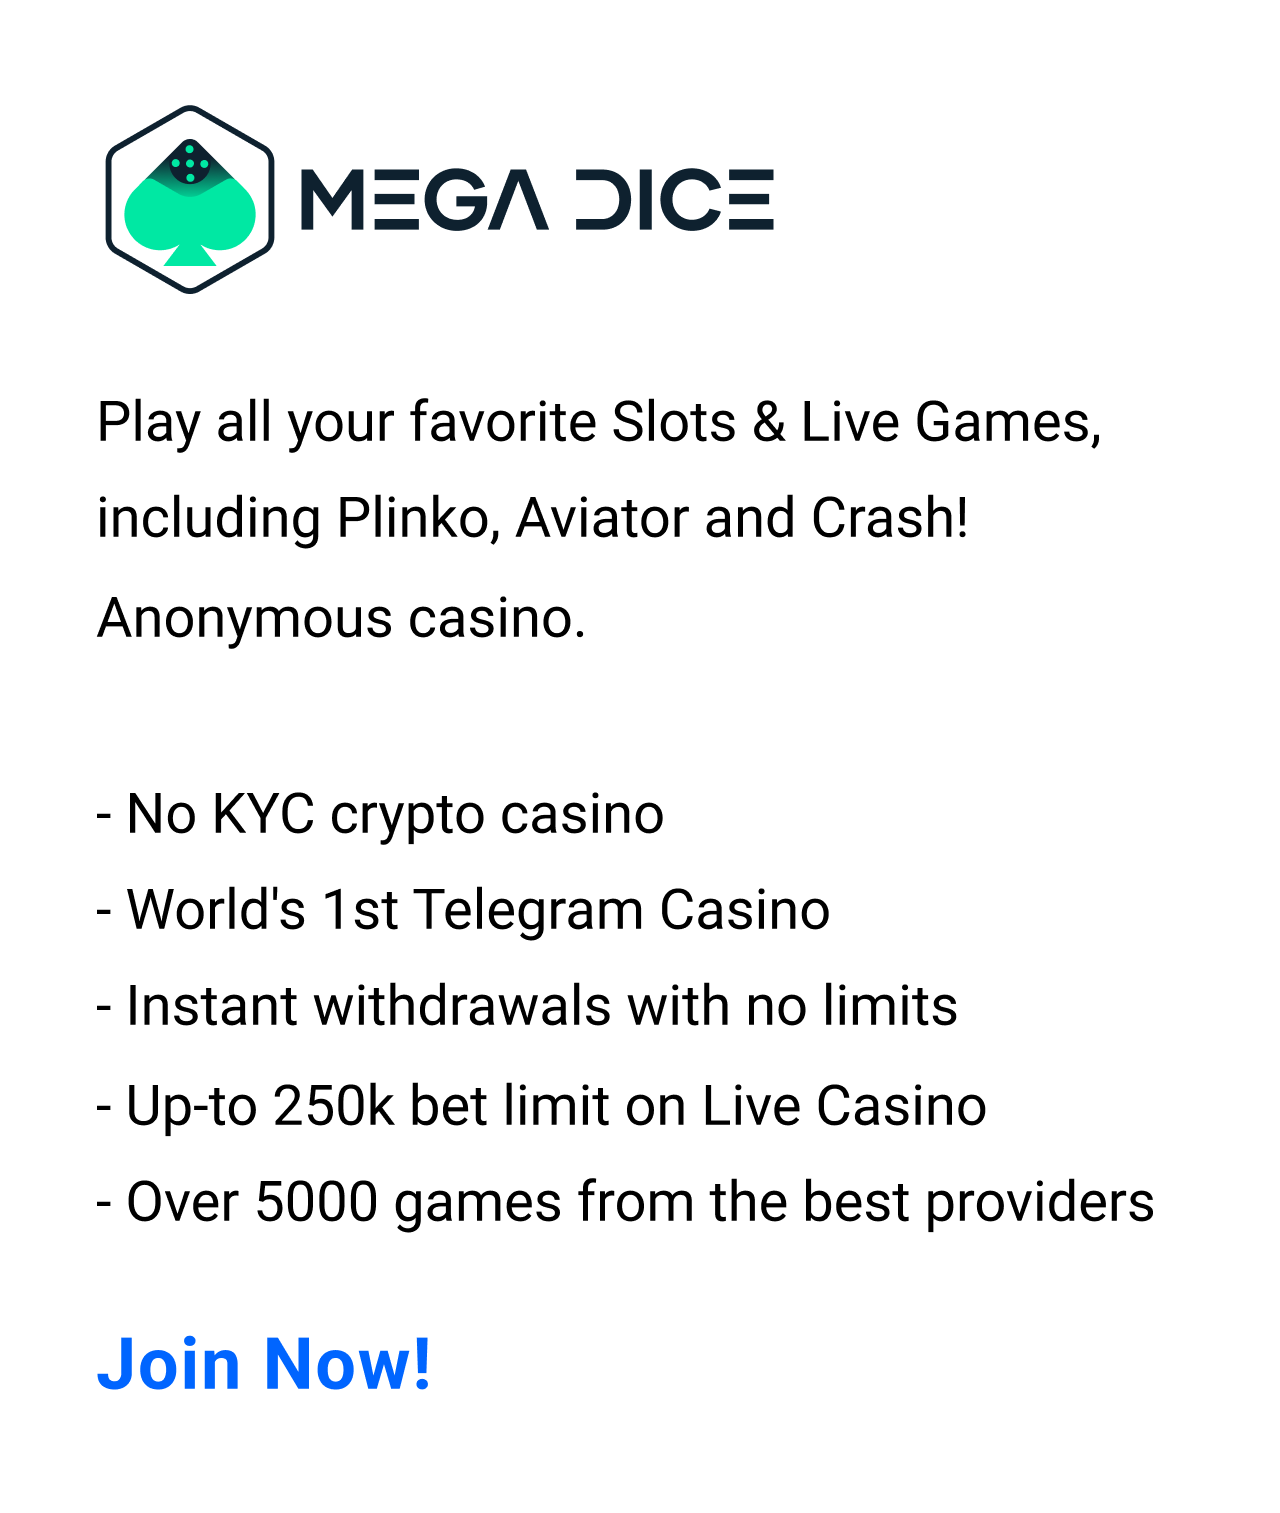 MEGA DICE
Play all your favorite Slots & Live Games,
including Plinko, Aviator and Crash!
Anonymous casino.
- No KYC crypto casino
- World's 1st Telegram Casino
- Instant withdrawals with no limits
- Up-to 250k bet limit on Live Casino
- Over 5000 games from the best providers
Join Now!